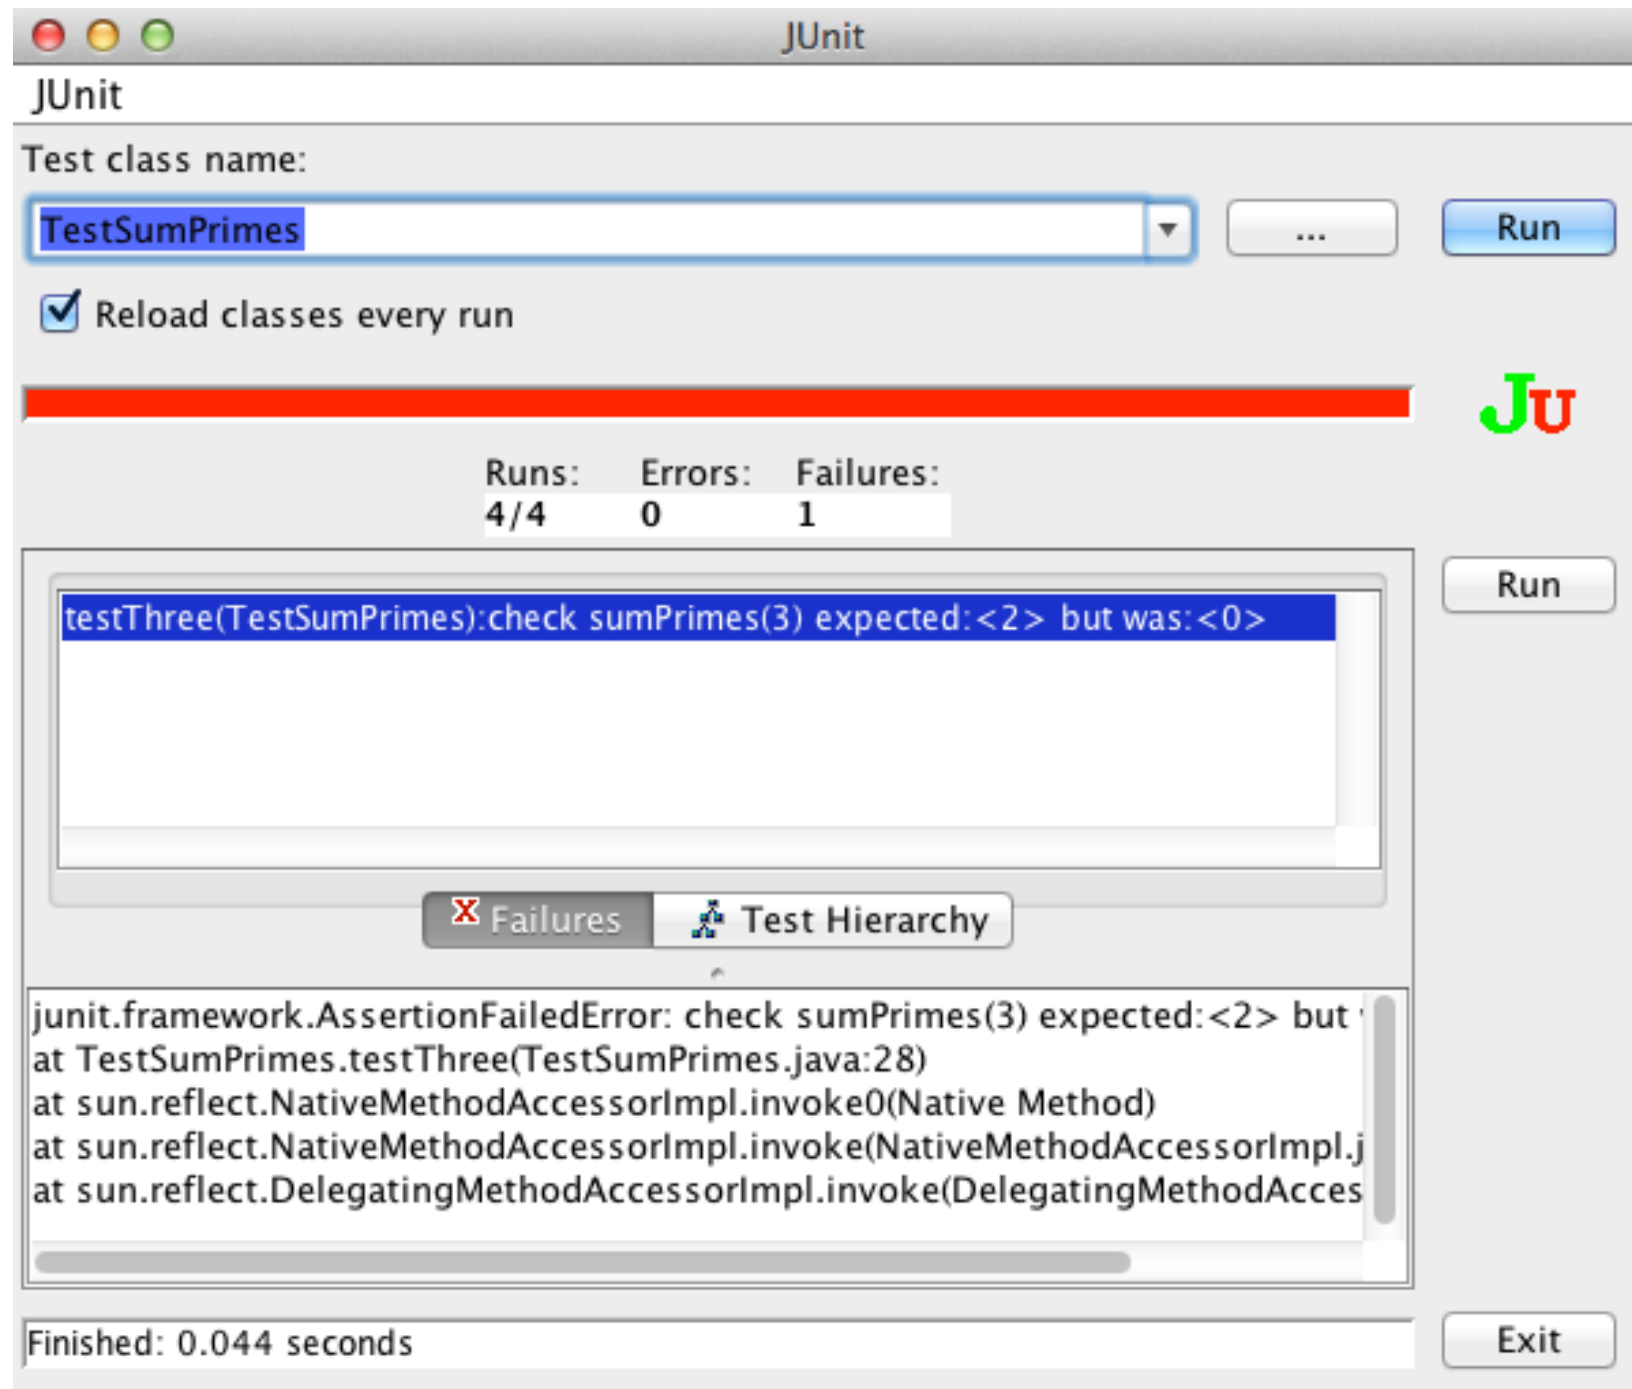 JUnit
JUnit
Test class name:
TestSumPrimes
...
Run
Reload classes every run
JU
Runs: Errors: Failures:
4/4 0 1
Run
testThree(TestSumPrimes):check sumPrimes(3) expected:<2> but was:<0>
X Failures
Test Hierarchy
junit.framework.AssertionFailedError: check sumPrimes(3) expected:<2> but
at TestSumPrimes.testThree(TestSumPrimes.java:28)
at sun.reflect.NativeMethodAccessorImpl.invoke0(Native Method)
at sun.reflect.NativeMethodAccessorImpl.invoke(NativeMethodAccessorImpl.j
at sun.reflect.DelegatingMethodAccessorImpl.invoke(DelegatingMethodAcces
Finished: 0.044 seconds
Exit